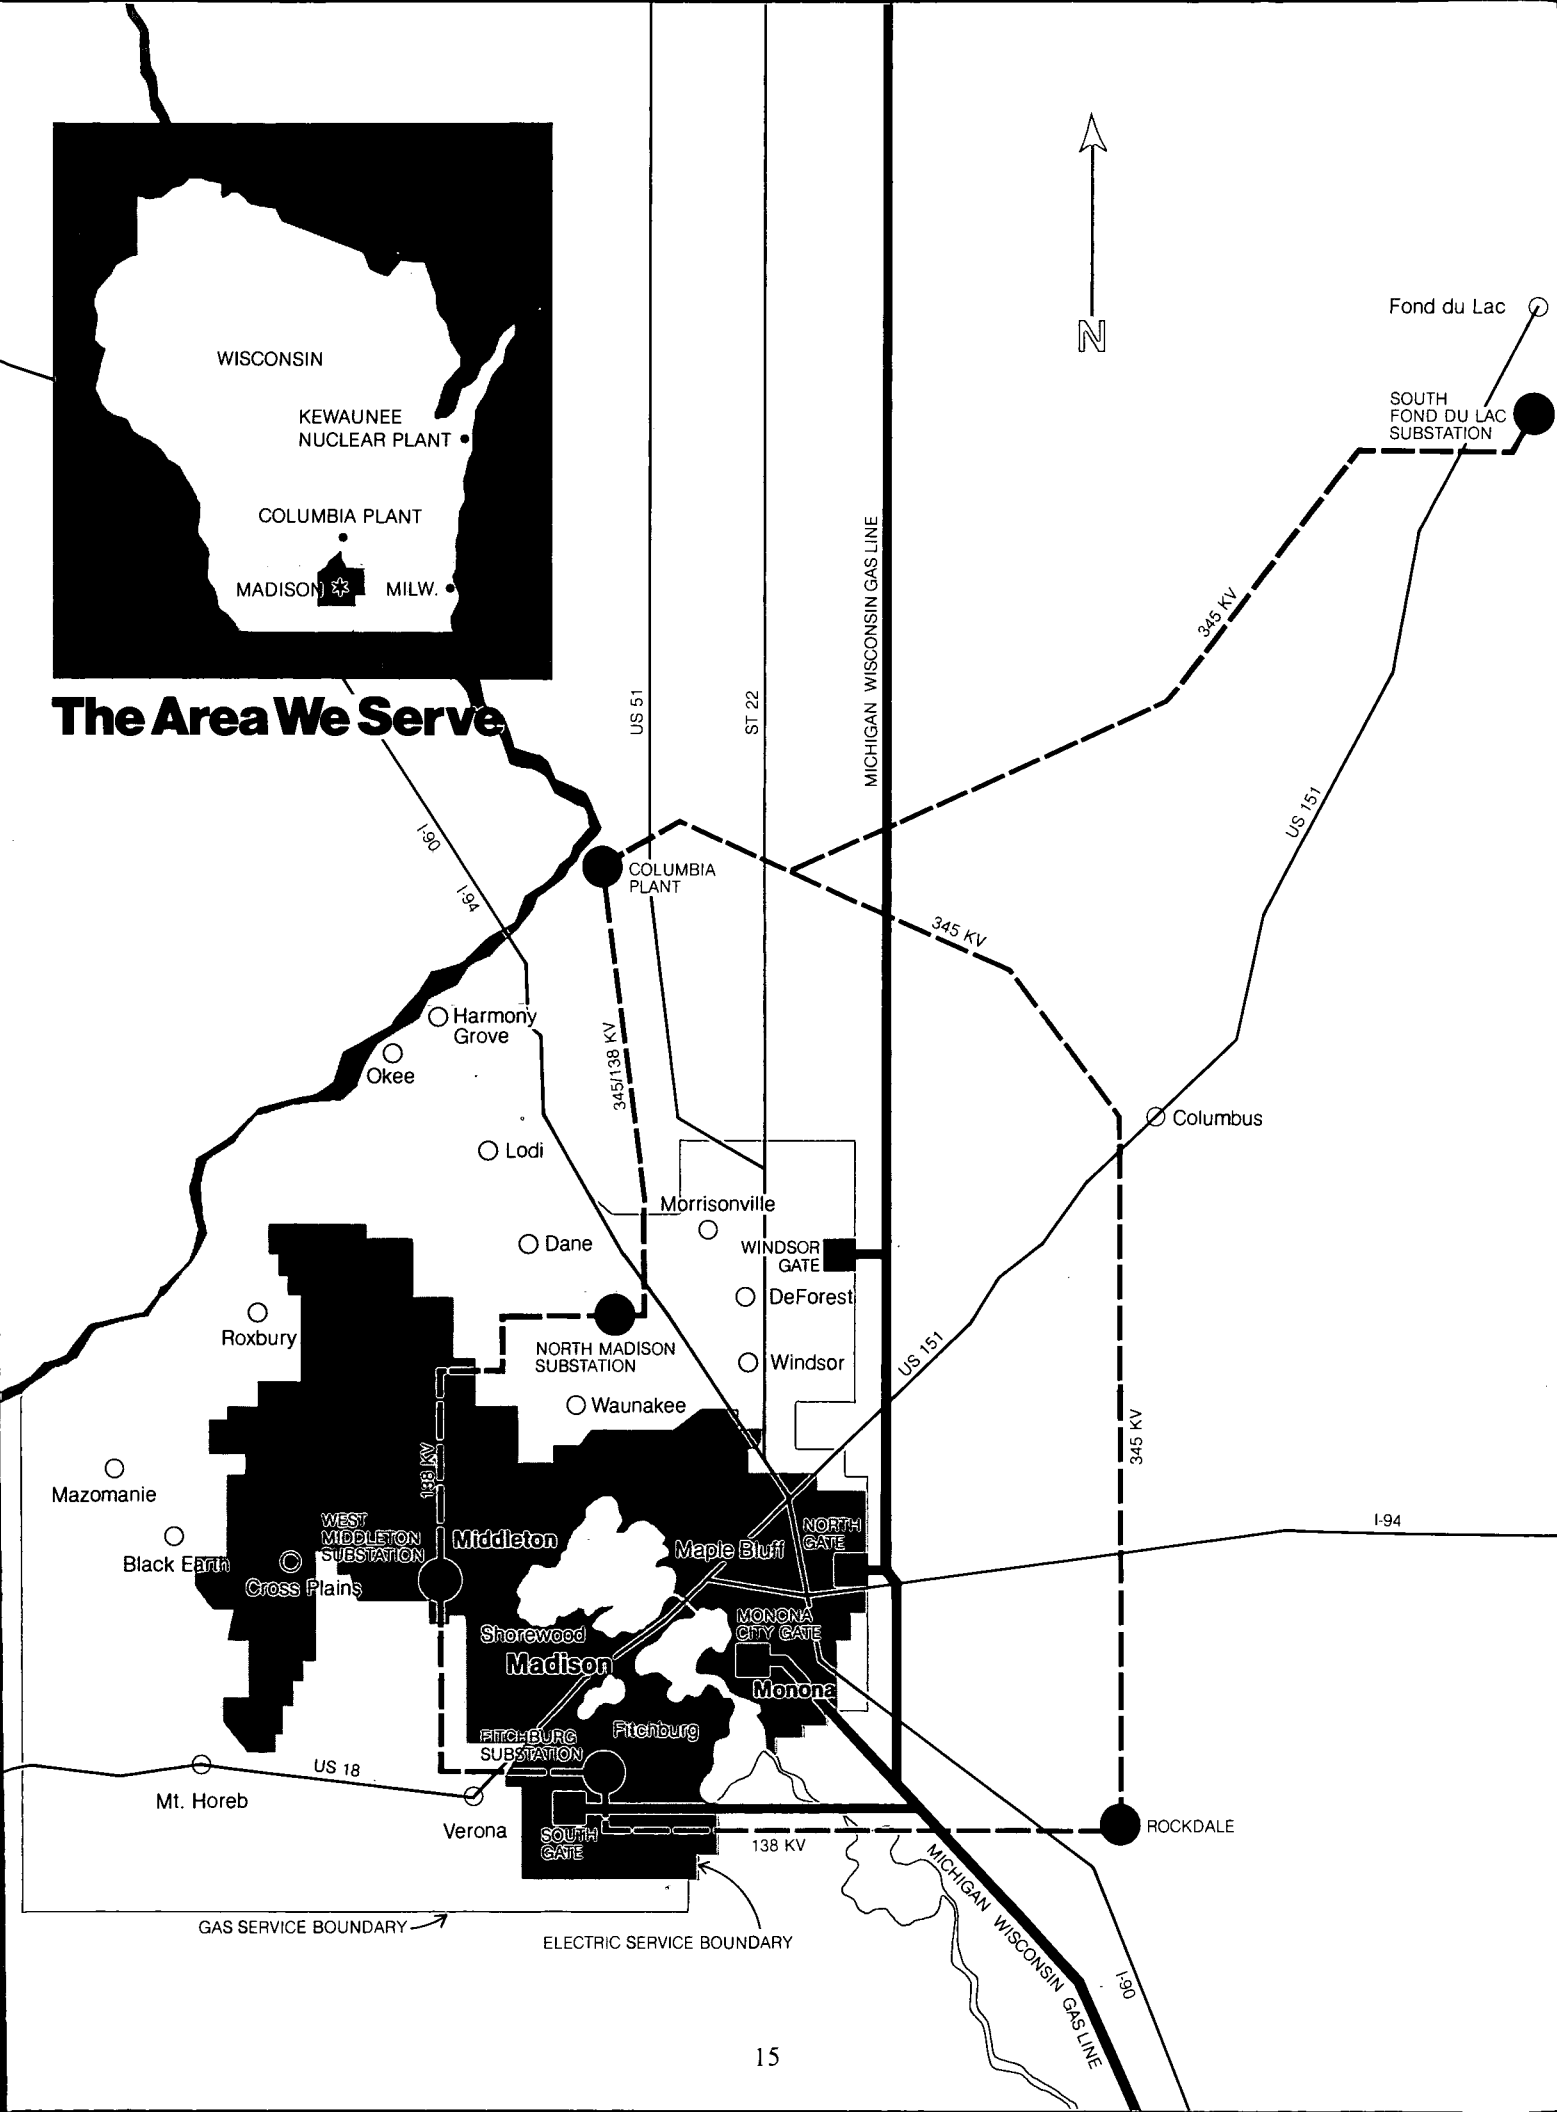 WISCONSIN
KEWAUNEE
NUCLEAR PLANT
COLUMBIA PLANT
MADISON
MILW.
The Area We Serve
N
Fond du Lac
SOUTH
FOND DU LAC
SUBSTATION
US 51
ST 22
MICHIGAN WISCONSIN GAS LINE
345 KV
US 151
I-90
I-94
COLUMBIA
PLANT
345 KV
Harmony
Grove
Okee
345/138 KV
Columbus
Lodi
Morrisonville
Dane
WINDSOR
GATE
DeForest
Roxbury
NORTH MADISON
SUBSTATION
Windsor
US 151
Waunakee
345 KV
138 KV
Mazomanie
WEST
MIDDLETON
SUBSTATION
Middleton
NORTH
GATE
I-94
Black Earth
Cross Plains
Maple Bluff
MONONA
CITY GATE
Shorewood
Madison
Monona
FITCHBURG
SUBSTATION
Fitchburg
US 18
Mt. Horeb
Verona
SOUTH
GATE
138 KV
ROCKDALE
MICHIGAN WISCONSIN GAS LINE
GAS SERVICE BOUNDARY
ELECTRIC SERVICE BOUNDARY
I-90
15